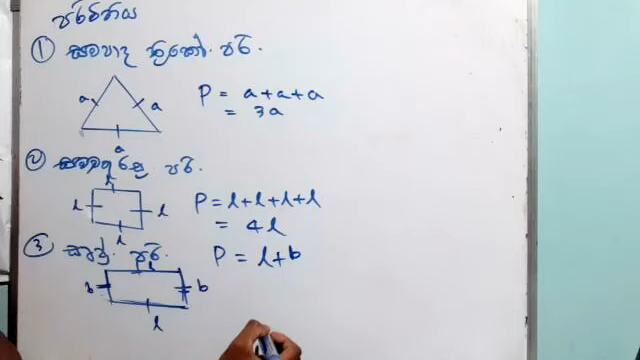 පරිමිතිය
① සමපාද ත්‍රිකෝ. පරි.
a a
a
P = a+a+a
= 3a
② සමචතුරස්‍ර පරි.
l
l l
l
P = l+l+l+l
= 4l
③ සෘජු. පරි.
l
b b
l
P = l+b